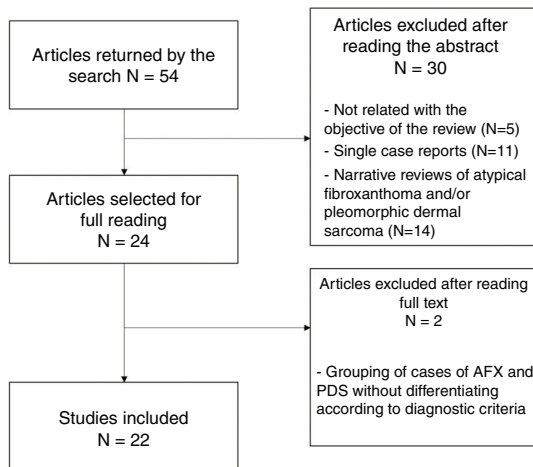 Articles returned by the
search N = 54
Articles excluded after
reading the abstract
N = 30
- Not related with the
objective of the review (N=5)
- Single case reports (N=11)
- Narrative reviews of atypical
fibroxanthoma and/or
pleomorphic dermal
sarcoma (N=14)
Articles selected for
full reading
N = 24
Articles excluded after reading
full text
N = 2
- Grouping of cases of AFX and
PDS without differentiating
according to diagnostic criteria
Studies included
N = 22